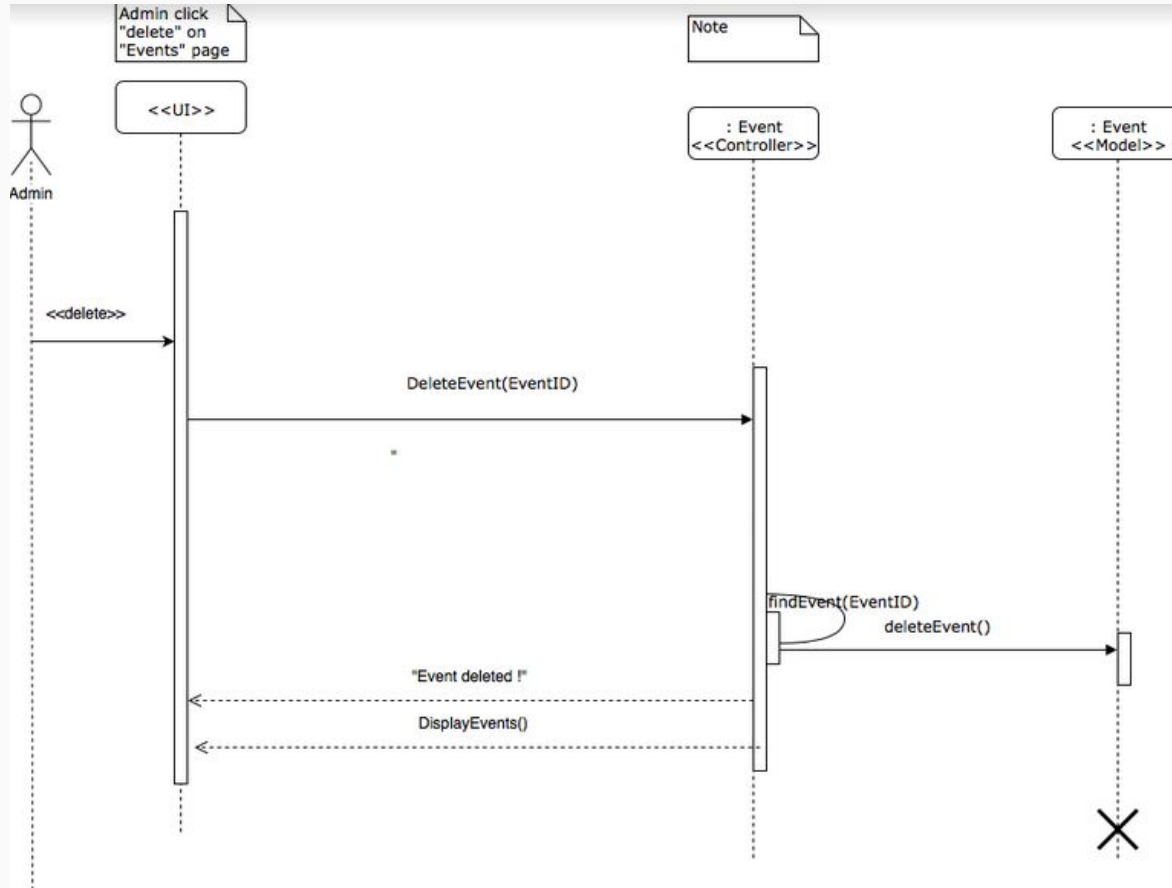 Admin click
"delete" on
"Events" page
Note
<<UI>>
: Event
<<Controller>>
: Event
<<Model>>
Admin
<<delete>>
DeleteEvent(EventID)
findEvent(EventID)
deleteEvent()
"Event deleted !"
DisplayEvents()